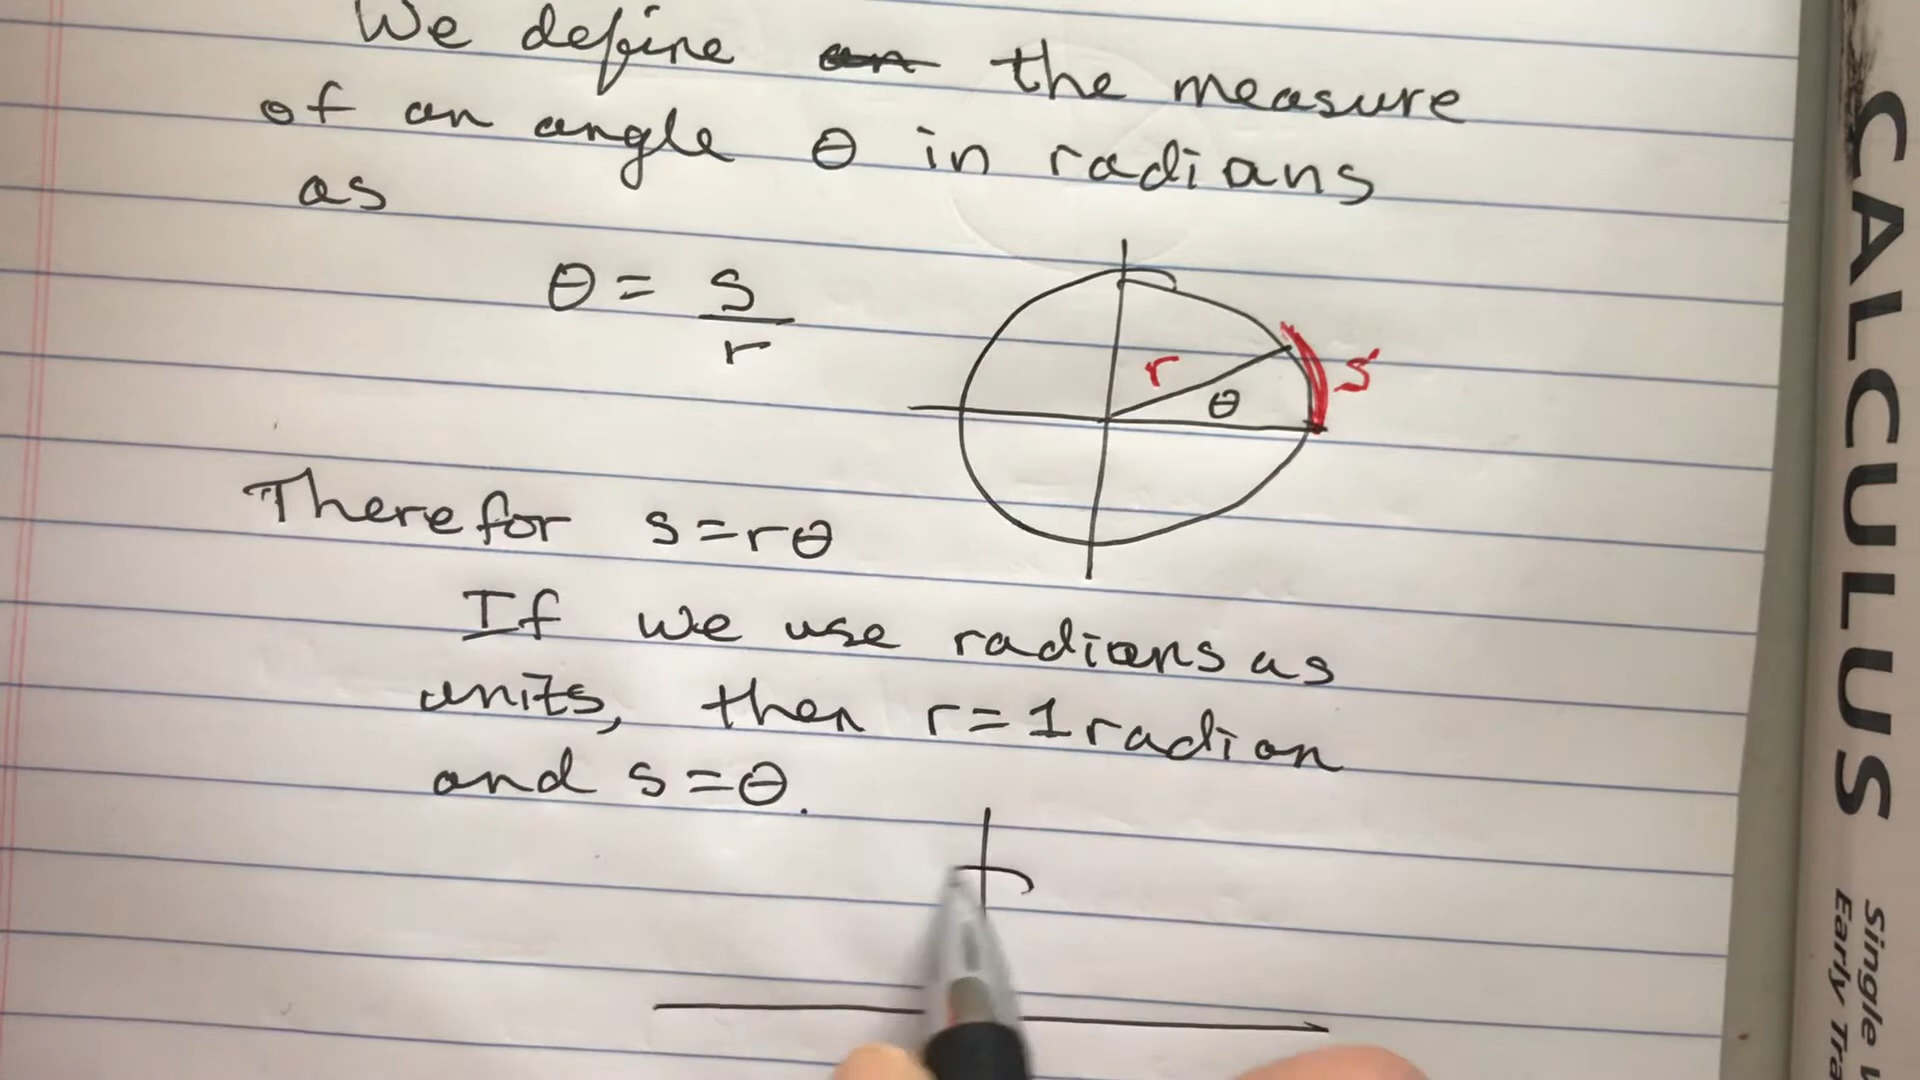 We define an the measure
of an angle θ in radians
as
θ = s/r
r
θ
s
Therefor s=rθ
If we use radians as
units, then r=1 radian
and s=θ.
CALCULUS
Single
Early Tra